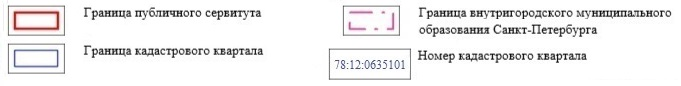 Граница публичного сервитута
Граница кадастрового квартала
Граница внутригородского муниципального
образования Санкт-Петербурга
78:12:0635101
Номер кадастрового квартала